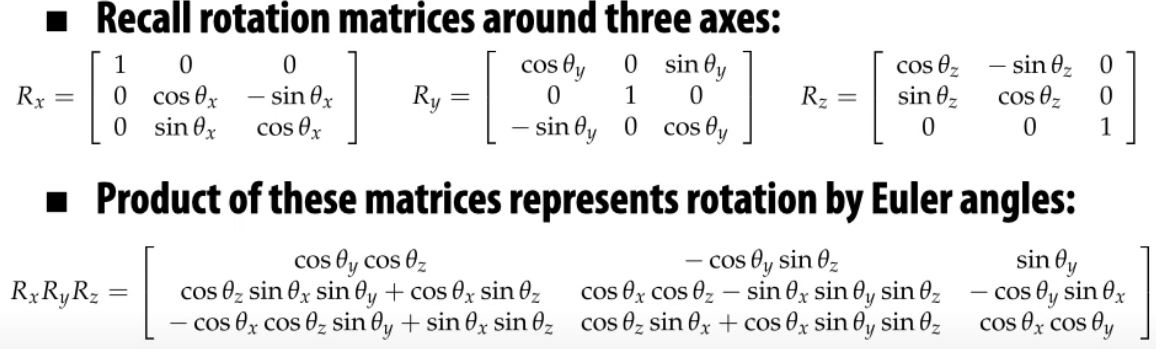 ■ Recall rotation matrices around three axes:
R_x = [ 1 0 0 ; 0 cos θ_x − sin θ_x ; 0 sin θ_x cos θ_x ] R_y = [ cos θ_y 0 sin θ_y ; 0 1 0 ; − sin θ_y 0 cos θ_y ] R_z = [ cos θ_z − sin θ_z 0 ; sin θ_z cos θ_z 0 ; 0 0 1 ]
■ Product of these matrices represents rotation by Euler angles:
R_xR_yR_z = [ cos θ_y cos θ_z − cos θ_y sin θ_z sin θ_y ; cos θ_z sin θ_x sin θ_y + cos θ_x sin θ_z cos θ_x cos θ_z − sin θ_x sin θ_y sin θ_z − cos θ_y sin θ_x ; − cos θ_x cos θ_z sin θ_y + sin θ_x sin θ_z cos θ_z sin θ_x + cos θ_x sin θ_y sin θ_z cos θ_x cos θ_y ]